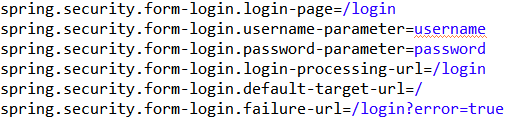 spring.security.form-login.login-page=/login
spring.security.form-login.username-parameter=username
spring.security.form-login.password-parameter=password
spring.security.form-login.login-processing-url=/login
spring.security.form-login.default-target-url=/
spring.security.form-login.failure-url=/login?error=true